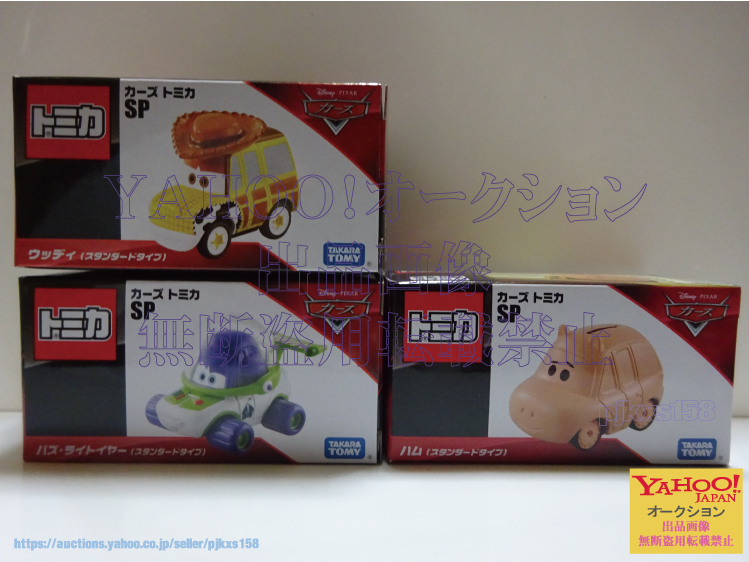 トミカ
カーズ トミカ
SP
Disney・PIXAR
カーズ
ウッディ (スタンダードタイプ)
TAKARA
TOMY
YAHOO!オークション
出品画像
無断盗用転載禁止
トミカ
カーズ トミカ
SP
Disney・PIXAR
カーズ
バズ・ライトイヤー (スタンダードタイプ)
TAKARA
TOMY
トミカ
カーズ トミカ
SP
Disney・PIXAR
カーズ
pjkxs158
ハム (スタンダードタイプ)
TAKARA
TOMY
YAHOO!
JAPAN
オークション
出品画像
無断盗用転載禁止
https://auctions.yahoo.co.jp/seller/pjkxs158